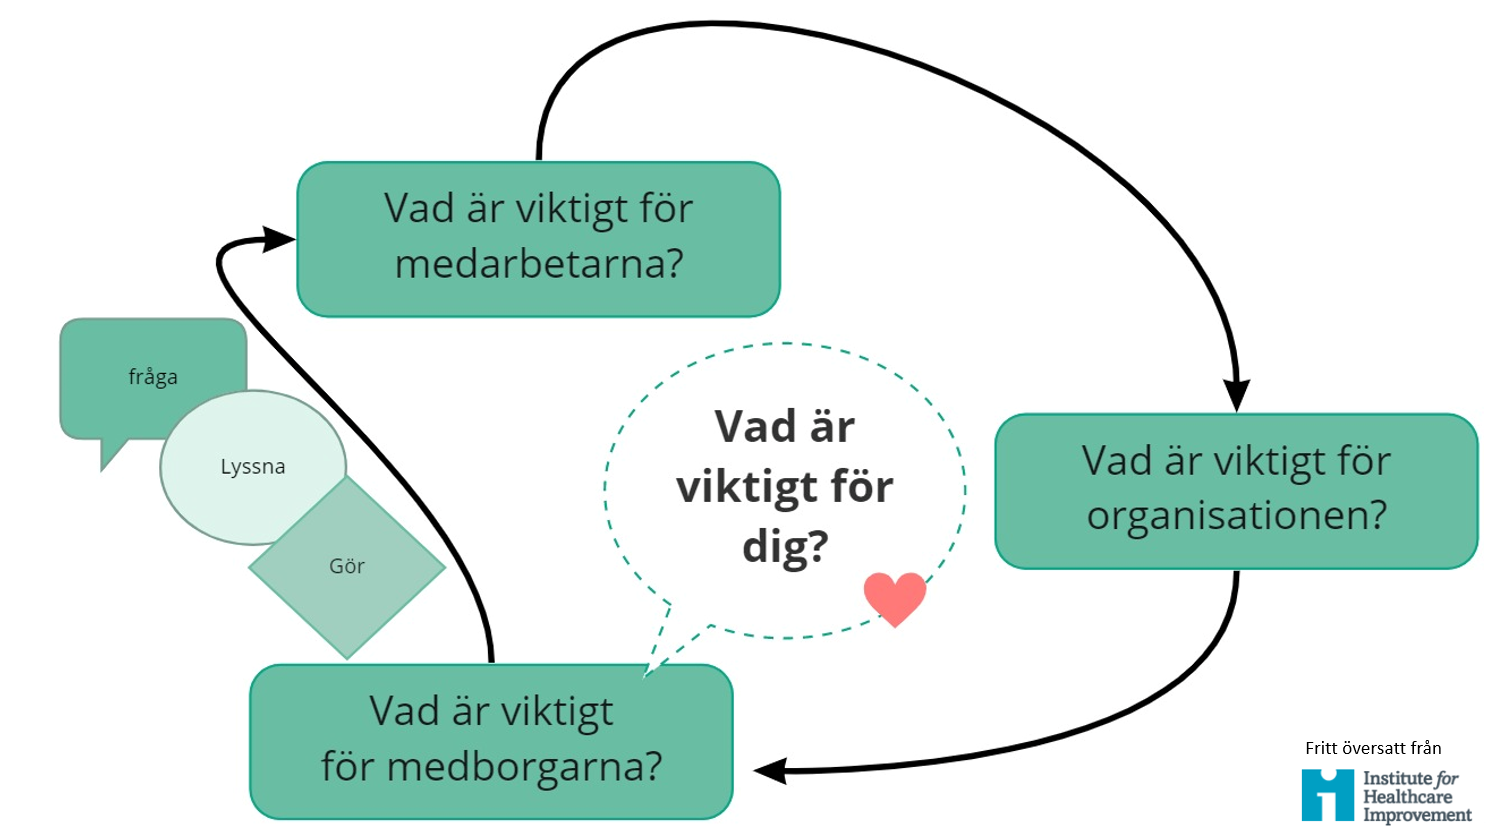 Vad är viktigt för
medarbetarna?
fråga
Lyssna
Gör
Vad är
viktigt för
dig?
Vad är viktigt för
organisationen?
Vad är viktigt
för medborgarna?
Fritt översatt från
Institute for
Healthcare
Improvement